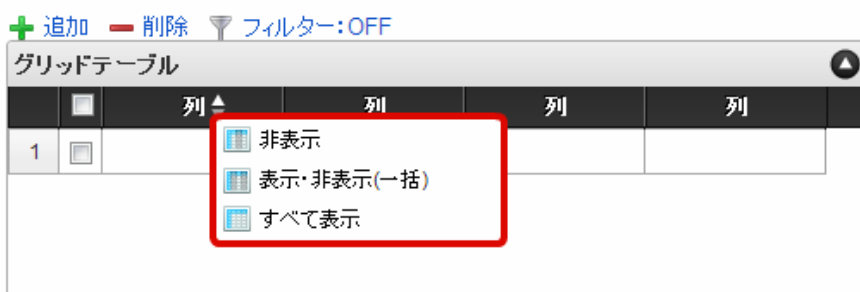 追加 削除 フィルター:OFF
グリッドテーブル
列 列 列 列
1
非表示
表示・非表示(一括)
すべて表示